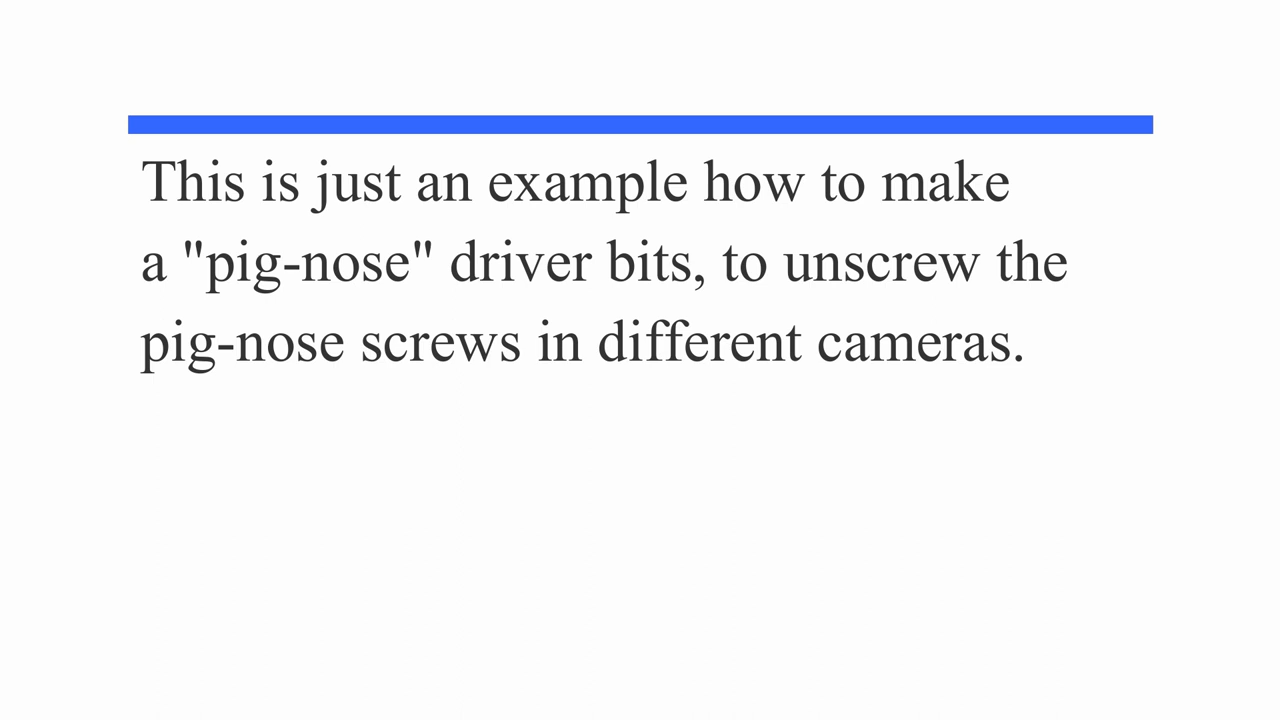 This is just an example how to make
a "pig-nose" driver bits, to unscrew the
pig-nose screws in different cameras.